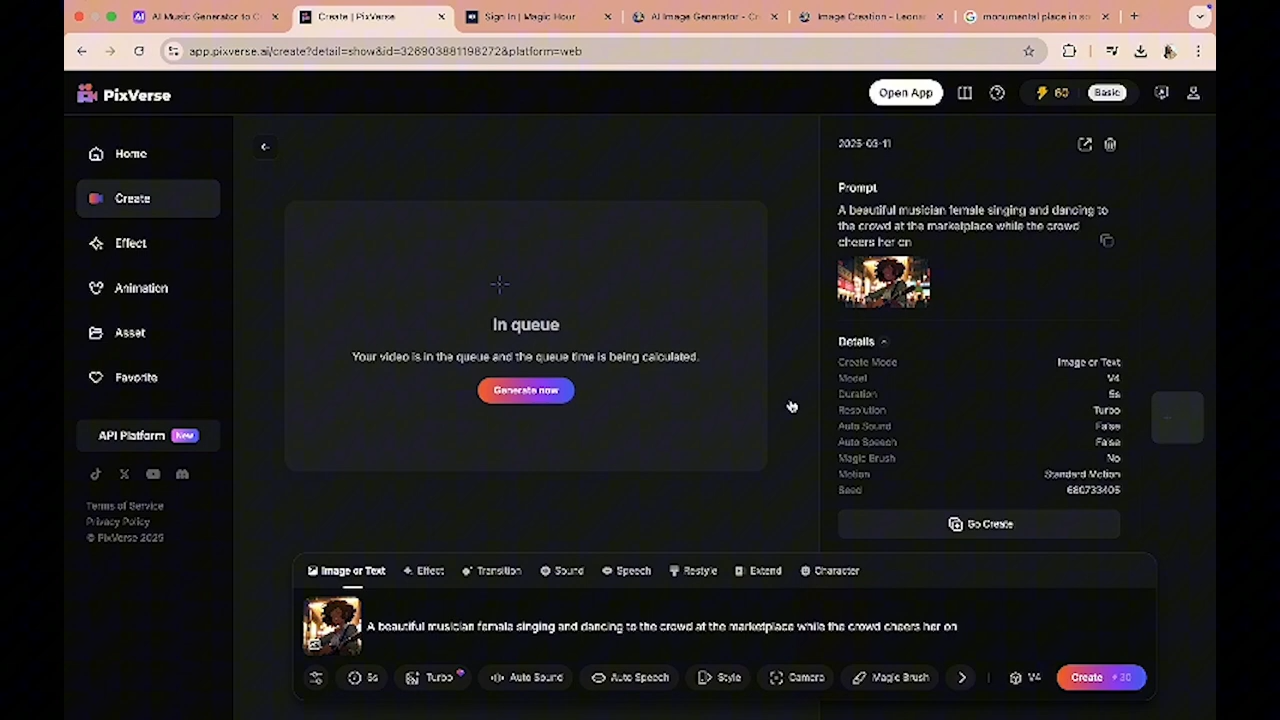 AI Music Generator to C
Create | PixVerse
Sign In | Magic Hour
AI Image Generator - Cr
Image Creation - Leonar
monumental place in so
app.pixverse.ai/create?detail=show&id=326903881198272&platform=web
PixVerse
Open App
60
Basic
Home
Create
Effect
Animation
Asset
Favorite
API Platform
New
Terms of Service
Privacy Policy
© PixVerse 2025
In queue
Your video is in the queue and the queue time is being calculated.
Generate now
2025-03-11
Prompt
A beautiful musician female singing and dancing to
the crowd at the marketplace while the crowd
cheers her on
Details
Create Mode Image or Text
Model V4
Duration 5s
Resolution Turbo
Auto Sound False
Auto Speech False
Magic Brush No
Motion Standard Motion
Seed 680733405
Go Create
Image or Text Effect Transition Sound Speech Restyle Extend Character
A beautiful musician female singing and dancing to the crowd at the marketplace while the crowd cheers her on
5s Turbo Auto Sound Auto Speech Style Camera Magic Brush V4 Create 30